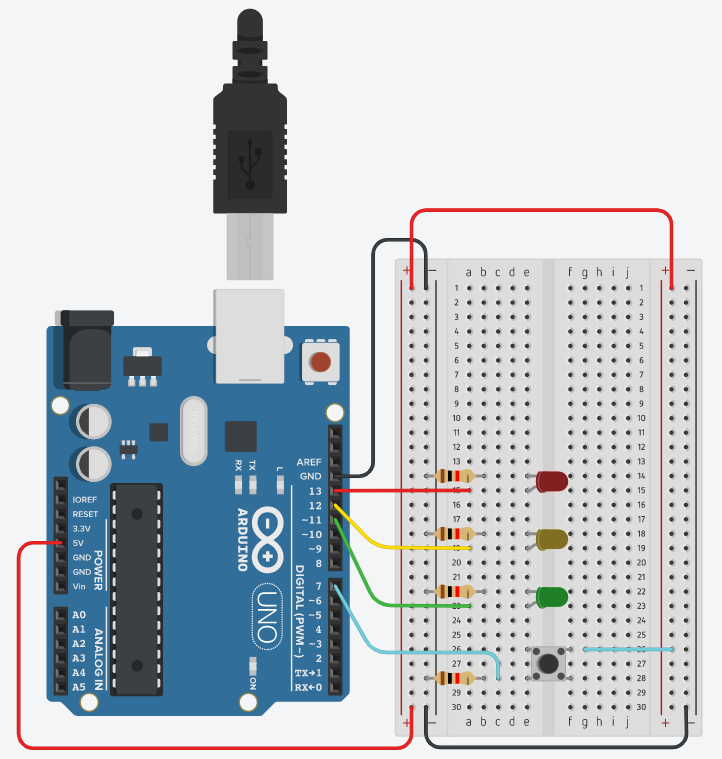 + − a b c d e f g h i j + −
1 1
2 2
3 3
4 4
5 5
6 6
7 7
8 8
9 9
10 10
11 11
12 12
13 13
14
15 15
16 16
17 17
18
19 19
20 20
21 21
22
23 23
24 24
25 25
26 26
27 27
28
29 29
30 30
+ − a b c d e f g h i j + −
AREF
GND
13
12
~11
~10
~9
8
7
~6
~5
4
~3
2
TX→1
RX←0
DIGITAL (PWM~)
L
TX
RX
ARDUINO
UNO
ON
IOREF
RESET
3.3V
5V
GND
GND
Vin
POWER
A0
A1
A2
A3
A4
A5
ANALOG IN